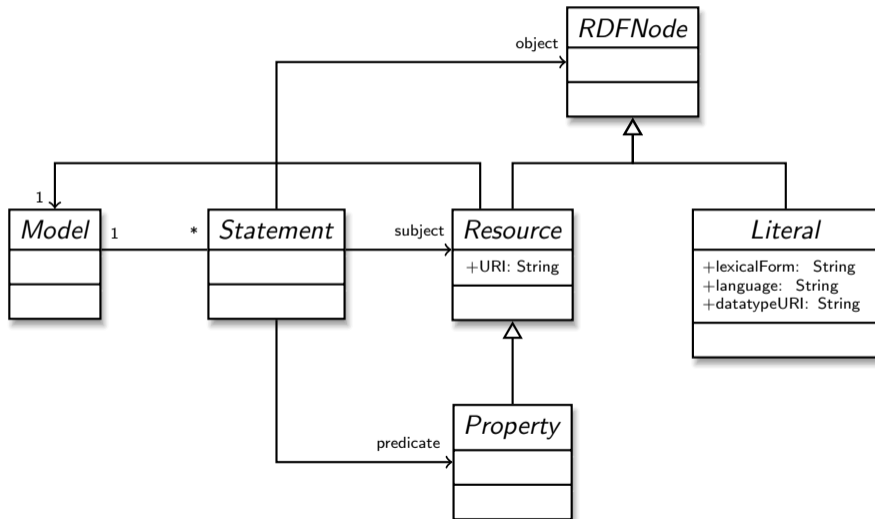 RDFNode
object
1
Model
1
*
Statement
subject
Resource
+URI: String
Literal
+lexicalForm: String
+language: String
+datatypeURI: String
Property
predicate